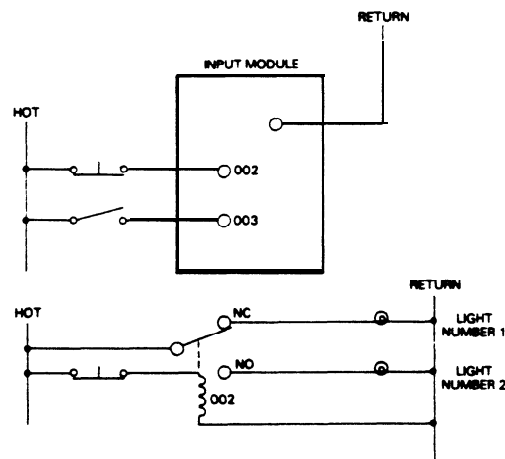 RETURN
INPUT MODULE
HOT
002
003
RETURN
HOT
NC
LIGHT
NUMBER 1
NO
LIGHT
NUMBER 2
002